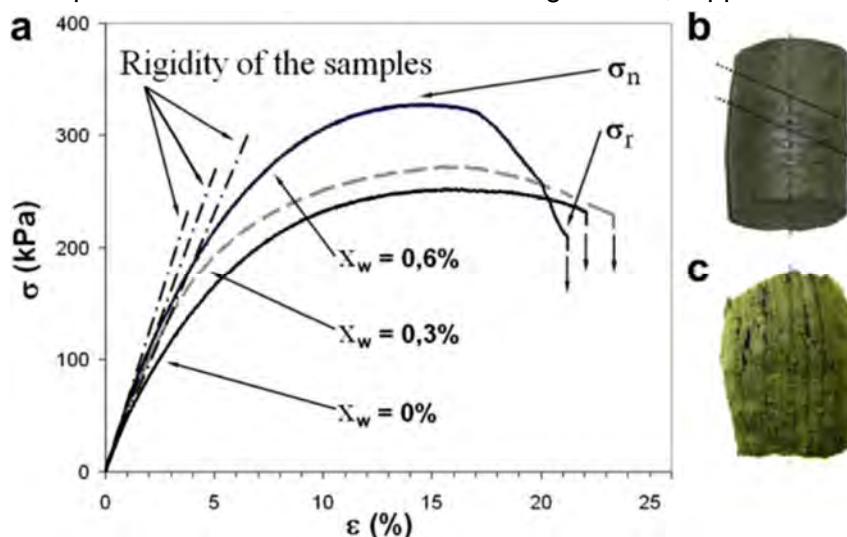 a
400
300
200
100
0
σ (kPa)
Rigidity of the samples
σn
σr
Xw = 0,6%
Xw = 0,3%
Xw = 0%
0 5 10 15 20 25
ε (%)
b
c